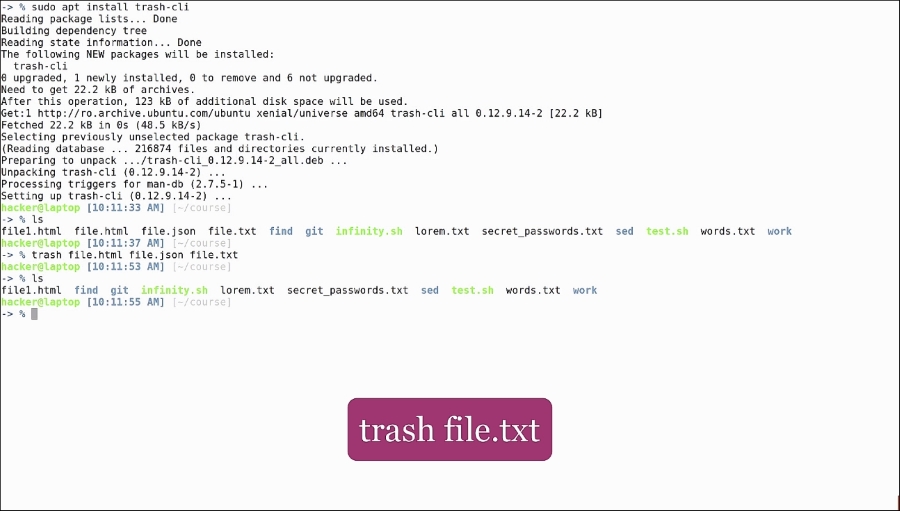 -> % sudo apt install trash-cli
Reading package lists... Done
Building dependency tree
Reading state information... Done
The following NEW packages will be installed:
  trash-cli
0 upgraded, 1 newly installed, 0 to remove and 6 not upgraded.
Need to get 22.2 kB of archives.
After this operation, 123 kB of additional disk space will be used.
Get:1 http://ro.archive.ubuntu.com/ubuntu xenial/universe amd64 trash-cli all 0.12.9.14-2 [22.2 kB]
Fetched 22.2 kB in 0s (48.5 kB/s)
Selecting previously unselected package trash-cli.
(Reading database ... 216874 files and directories currently installed.)
Preparing to unpack .../trash-cli_0.12.9.14-2_all.deb ...
Unpacking trash-cli (0.12.9.14-2) ...
Processing triggers for man-db (2.7.5-1) ...
Setting up trash-cli (0.12.9.14-2) ...
hacker@laptop [10:11:33 AM] [~/course]
-> % ls
file1.html  file.html  file.json  file.txt  find  git  infinity.sh  lorem.txt  secret_passwords.txt  sed  test.sh  words.txt  work
hacker@laptop [10:11:37 AM] [~/course]
-> % trash file.html file.json file.txt
hacker@laptop [10:11:53 AM] [~/course]
-> % ls
file1.html  find  git  infinity.sh  lorem.txt  secret_passwords.txt  sed  test.sh  words.txt  work
hacker@laptop [10:11:55 AM] [~/course]
-> %
trash file.txt